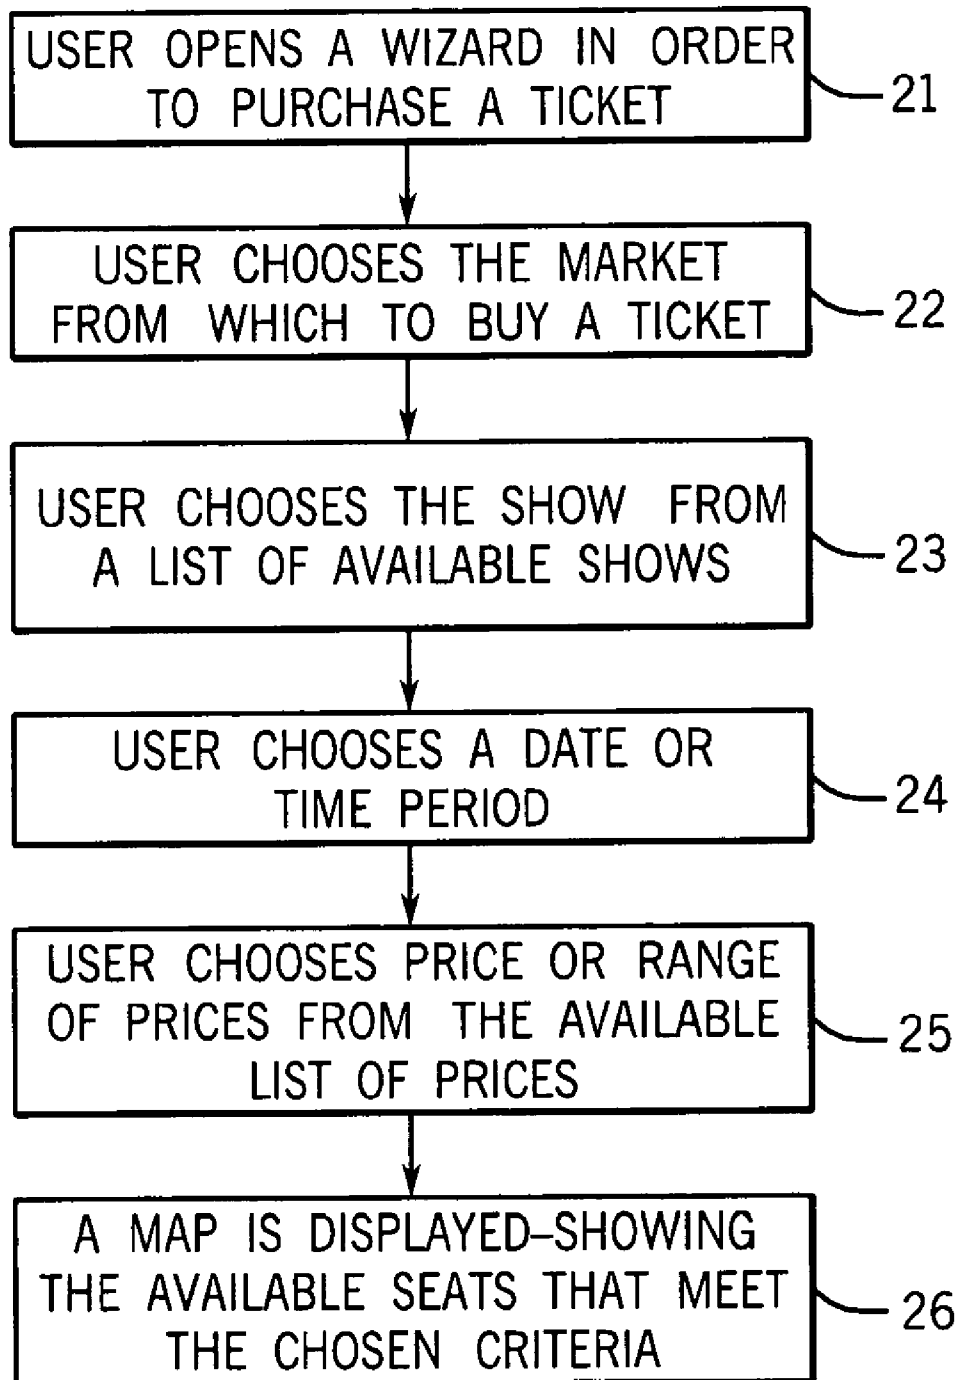 USER OPENS A WIZARD IN ORDER
TO PURCHASE A TICKET
21
USER CHOOSES THE MARKET
FROM WHICH TO BUY A TICKET
22
USER CHOOSES THE SHOW FROM
A LIST OF AVAILABLE SHOWS
23
USER CHOOSES A DATE OR
TIME PERIOD
24
USER CHOOSES PRICE OR RANGE
OF PRICES FROM THE AVAILABLE
LIST OF PRICES
25
A MAP IS DISPLAYED–SHOWING
THE AVAILABLE SEATS THAT MEET
THE CHOSEN CRITERIA
26